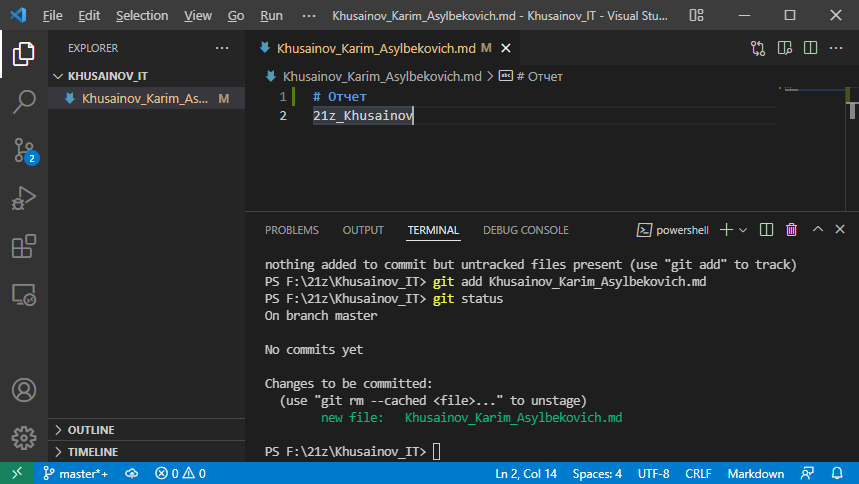 File Edit Selection View Go Run ··· Khusainov_Karim_Asylbekovich.md - Khusainov_IT - Visual Stu...
EXPLORER ···
KHUSAINOV_IT
Khusainov_Karim_As... M
OUTLINE
TIMELINE
2
Khusainov_Karim_Asylbekovich.md M
Khusainov_Karim_Asylbekovich.md > abc # Отчет
1 # Отчет
2 21z_Khusainov
PROBLEMS OUTPUT TERMINAL DEBUG CONSOLE powershell
nothing added to commit but untracked files present (use "git add" to track)
PS F:\21z\Khusainov_IT> git add Khusainov_Karim_Asylbekovich.md
PS F:\21z\Khusainov_IT> git status
On branch master
No commits yet
Changes to be committed:
(use "git rm --cached <file>..." to unstage)
new file: Khusainov_Karim_Asylbekovich.md
PS F:\21z\Khusainov_IT>
master*+ 0 0 Ln 2, Col 14 Spaces: 4 UTF-8 CRLF Markdown